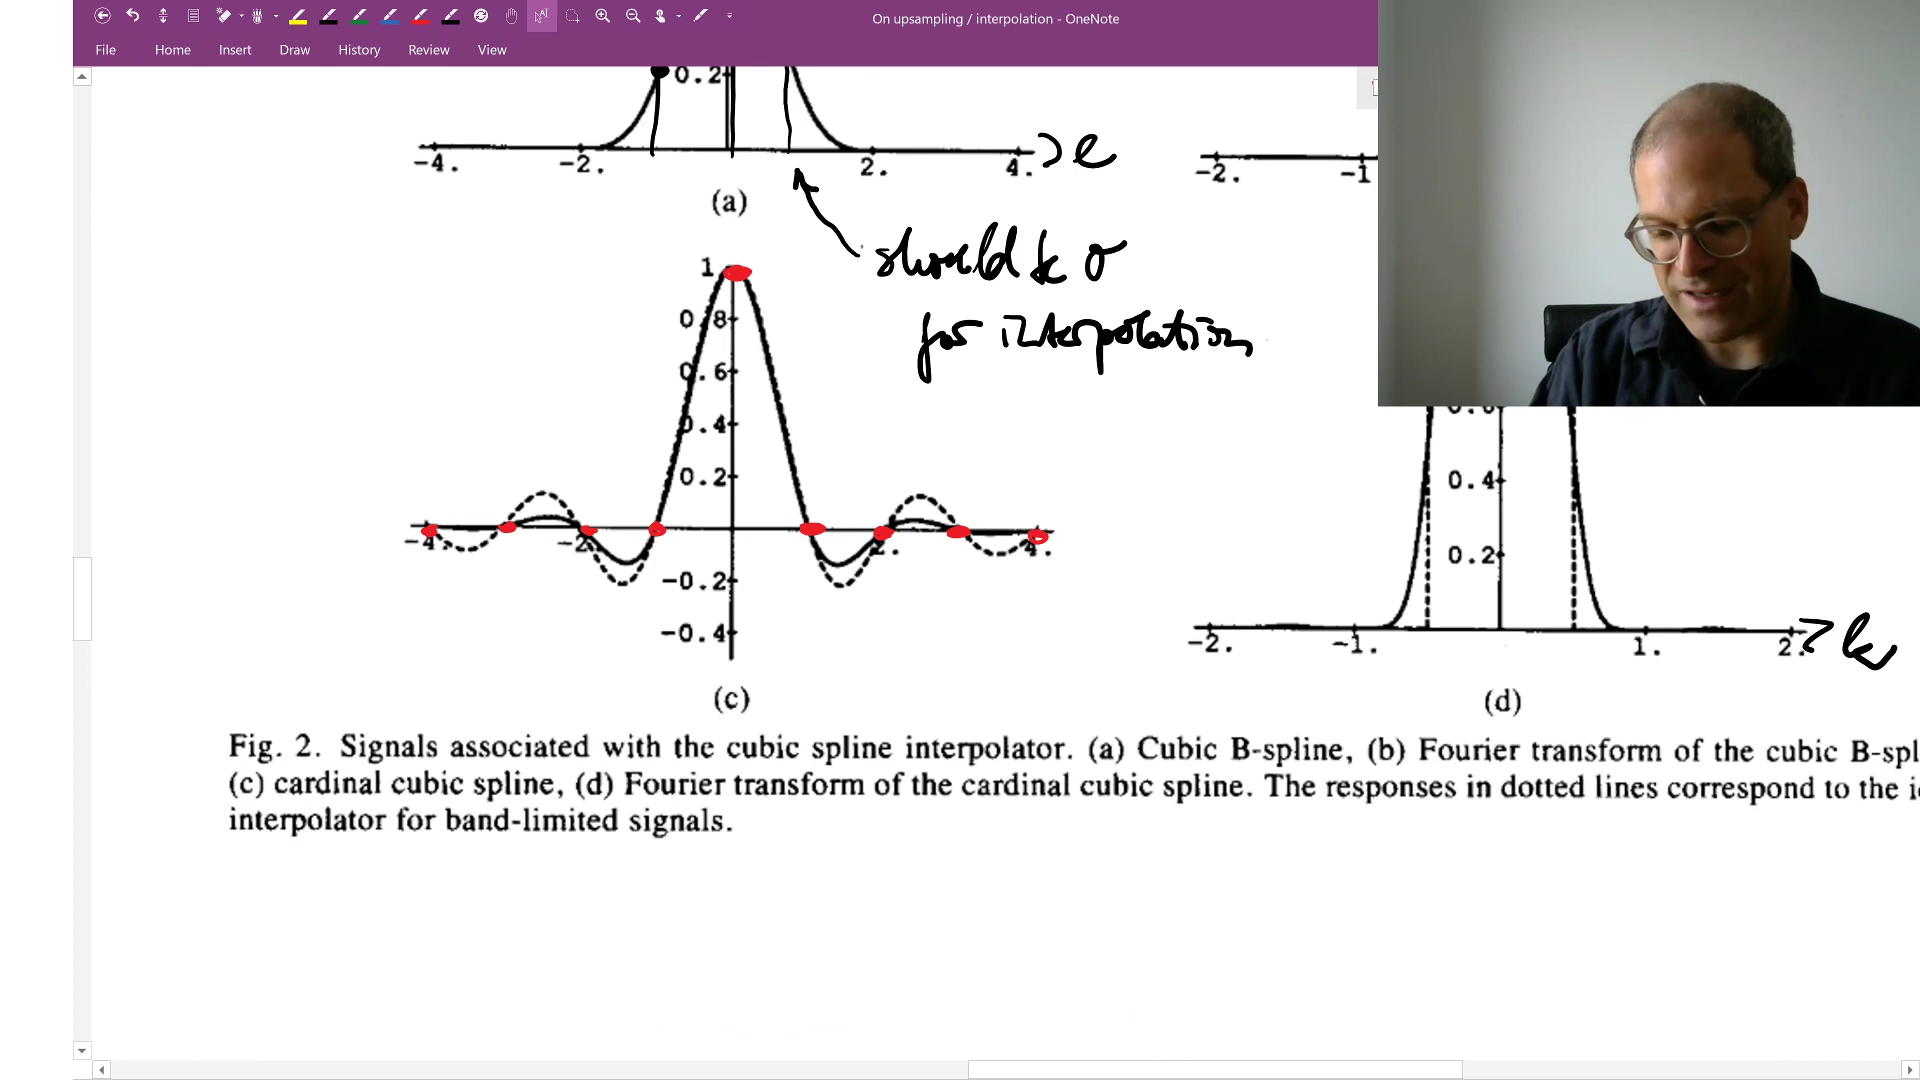 On upsampling / interpolation - OneNote
File Home Insert Draw History Review View
0.2
-4. -2. 2. 4.
-2. -1
(a)
should be 0
for interpolation
1
0.8
0.6
0.4
0.2
-4. -2 2. 4.
-0.2
-0.4
(c)
0.4
0.2
-2. -1. 1. 2. k
(d)
Fig. 2. Signals associated with the cubic spline interpolator. (a) Cubic B-spline, (b) Fourier transform of the cubic B-spl
(c) cardinal cubic spline, (d) Fourier transform of the cardinal cubic spline. The responses in dotted lines correspond to the i
interpolator for band-limited signals.